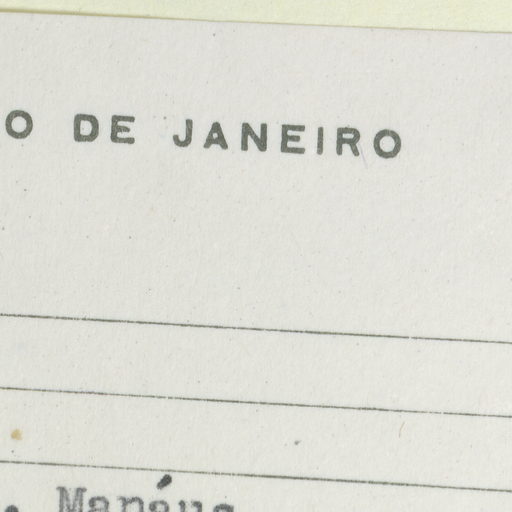 O DE JANEIRO
. Manáus